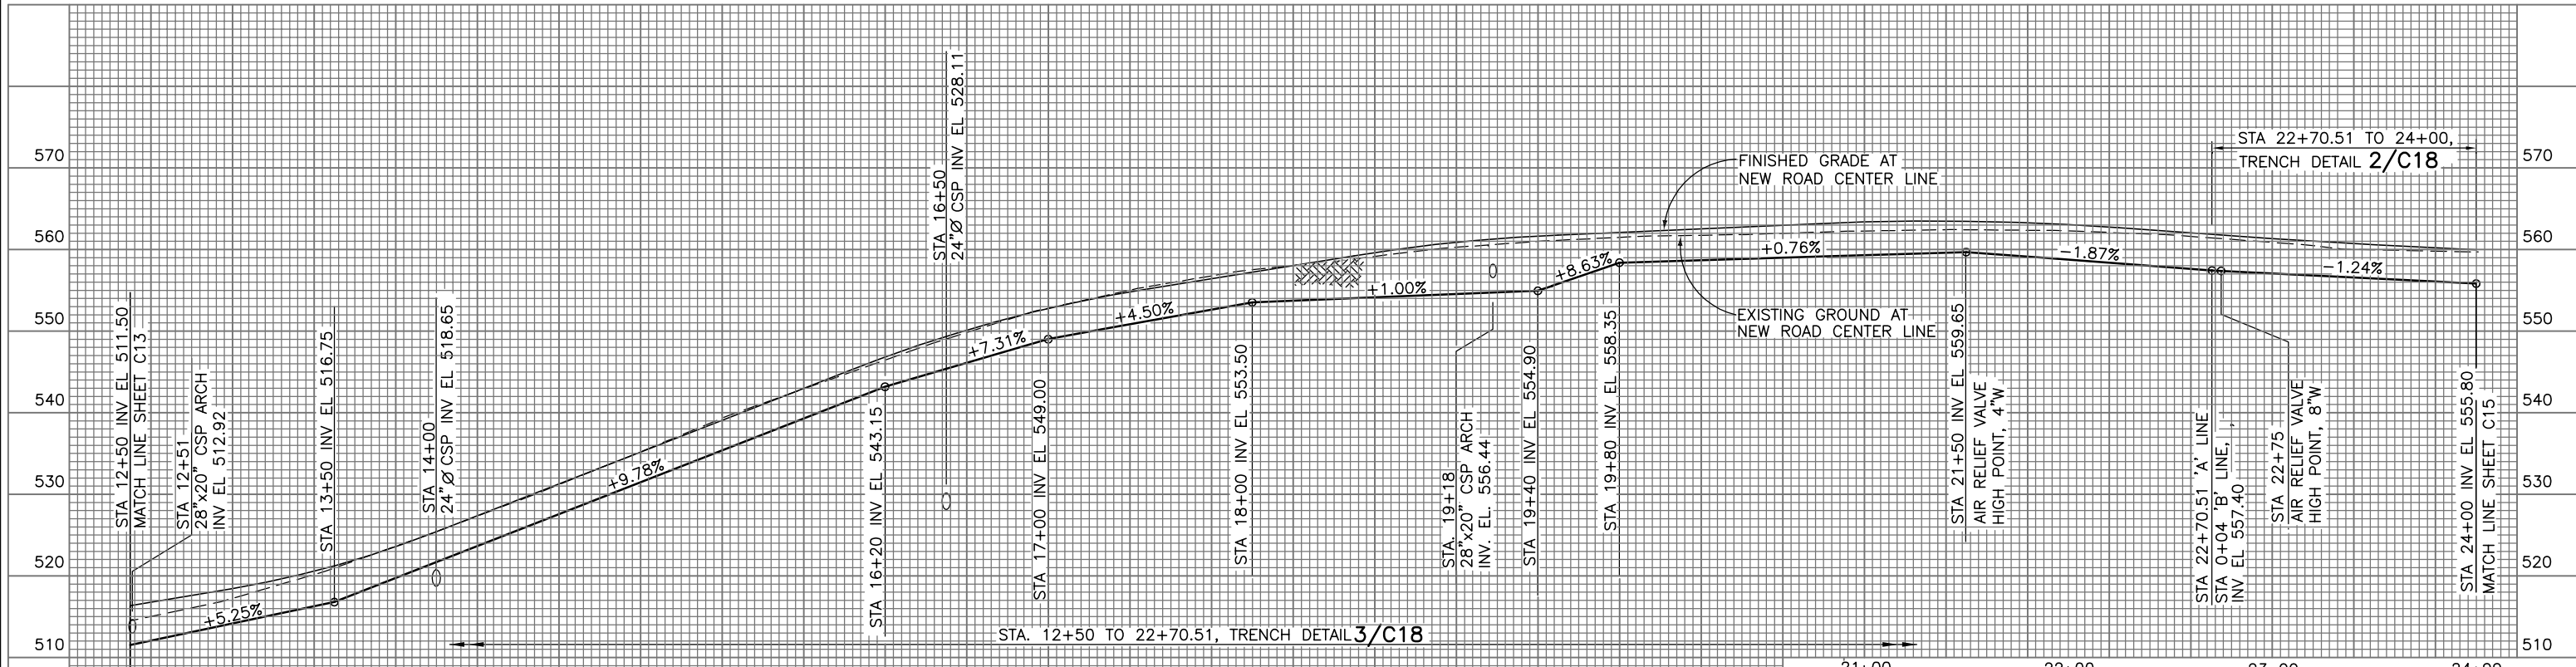 STA 12+50 INV EL 511.50
MATCH LINE SHEET C13
STA 12+51
28"x20" CSP ARCH
INV EL 512.92
STA 13+50 INV EL 516.75
STA 14+00
24"Ø CSP INV EL 518.65
STA 16+20 INV EL 543.15
STA 16+50
24"Ø CSP INV EL 528.11
STA 17+00 INV EL 549.00
STA 18+00 INV EL 553.50
STA. 19+18
28"x20" CSP ARCH
INV. EL. 556.44
STA 19+40 INV EL 554.90
STA 19+80 INV EL 558.35
FINISHED GRADE AT
NEW ROAD CENTER LINE
EXISTING GROUND AT
NEW ROAD CENTER LINE
STA 21+50 INV EL 559.65
AIR RELIEF VALVE
HIGH POINT, 4"W
STA 22+70.51 'A' LINE
STA 0+04 'B' LINE,
INV EL 557.40
STA 22+75
AIR RELIEF VALVE
HIGH POINT, 8"W
STA 24+00 INV EL 555.80
MATCH LINE SHEET C15
STA 22+70.51 TO 24+00,
TRENCH DETAIL 2/C18
+5.25%
+9.78%
+7.31%
+4.50%
+1.00%
+8.63%
+0.76%
-1.87%
-1.24%
STA. 12+50 TO 22+70.51, TRENCH DETAIL 3/C18
570
560
550
540
530
520
510
570
560
550
540
530
520
510
21+00
22+00
24+00